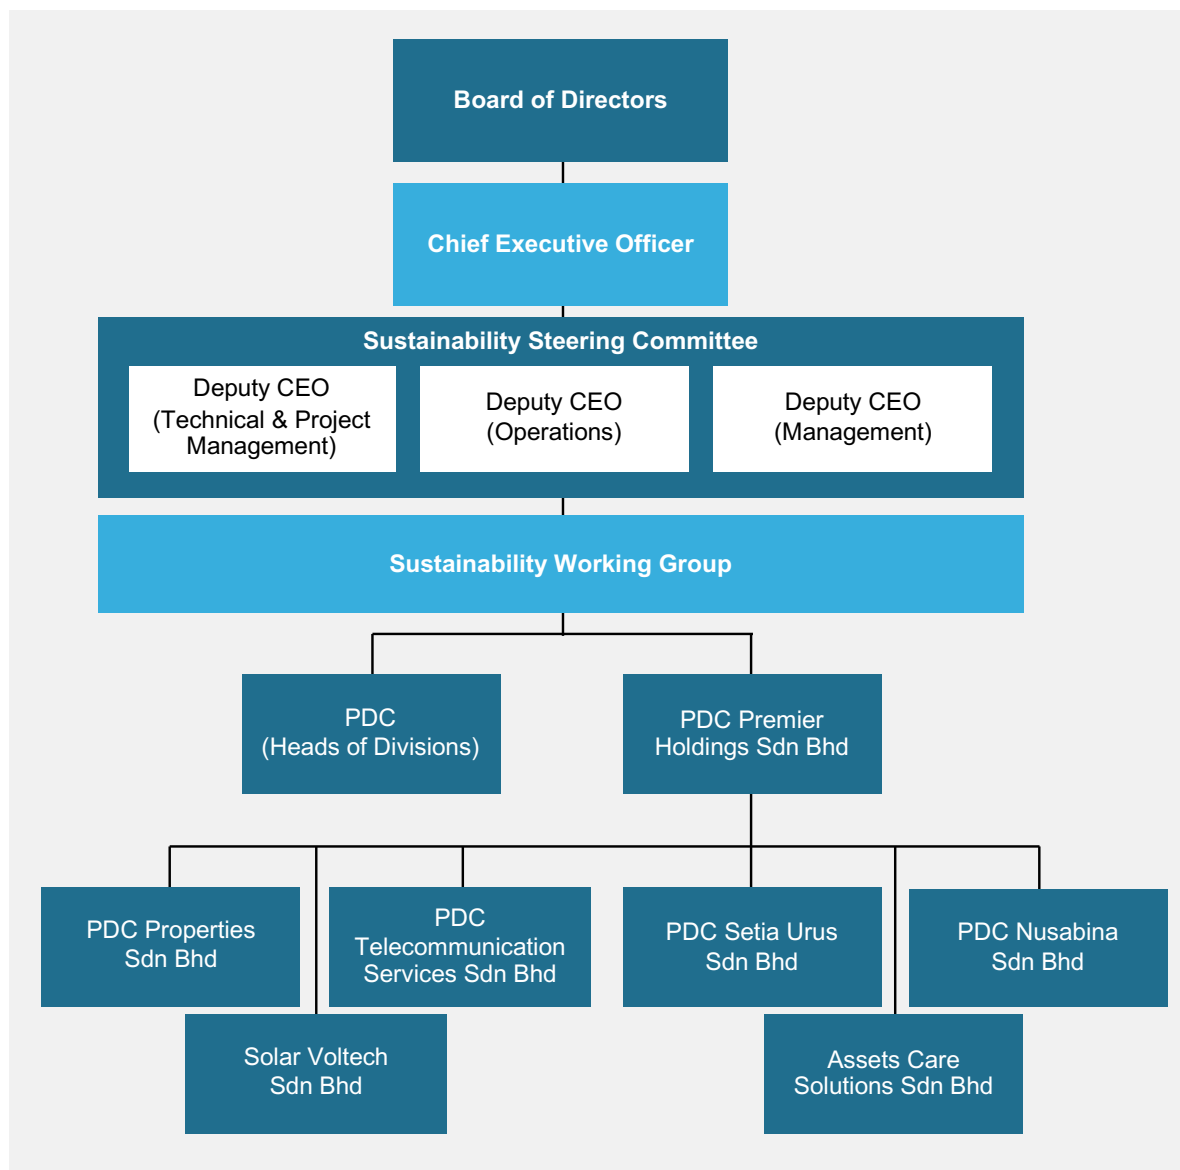 Board of Directors
Chief Executive Officer
Sustainability Steering Committee
Deputy CEO
(Technical & Project
Management)
Deputy CEO
(Operations)
Deputy CEO
(Management)
Sustainability Working Group
PDC
(Heads of Divisions)
PDC Premier
Holdings Sdn Bhd
PDC Properties
Sdn Bhd
PDC
Telecommunication
Services Sdn Bhd
PDC Setia Urus
Sdn Bhd
PDC Nusabina
Sdn Bhd
Solar Voltech
Sdn Bhd
Assets Care
Solutions Sdn Bhd